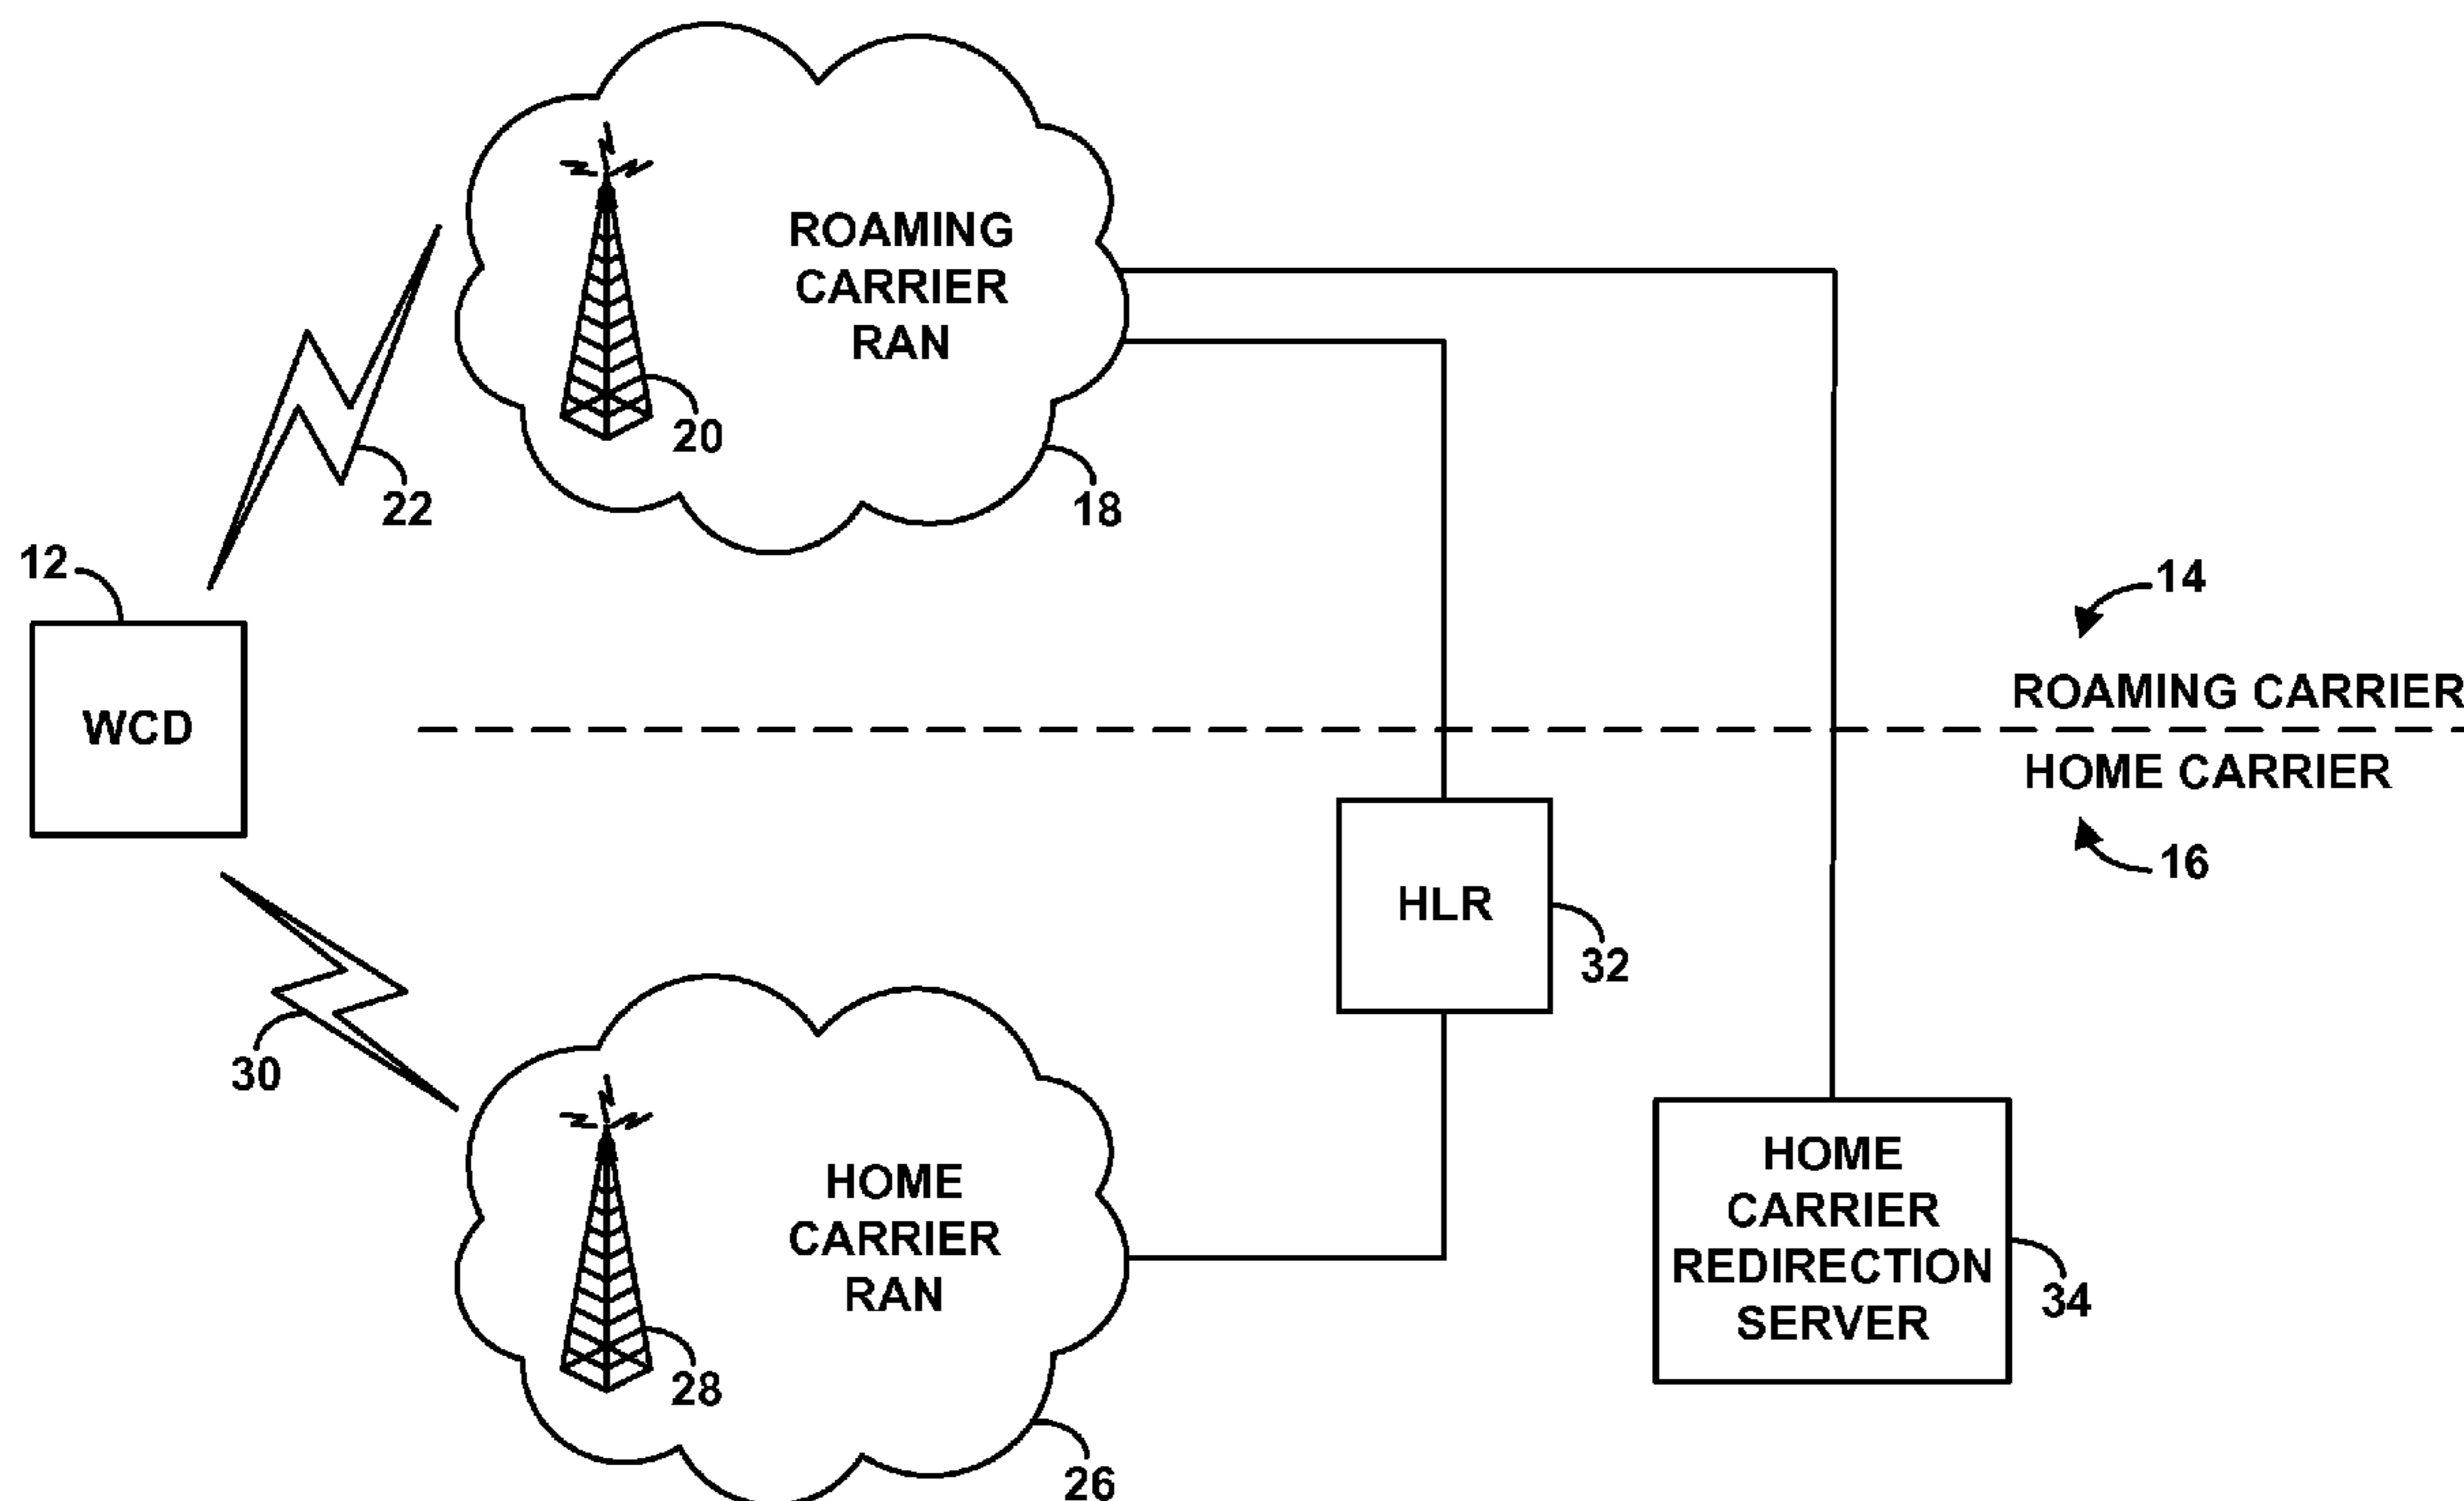 ROAMING
CARRIER
RAN
20
22
18
12
14
WCD
ROAMING CARRIER
HOME CARRIER
16
HLR
32
30
HOME
CARRIER
RAN
HOME
CARRIER
REDIRECTION
SERVER
34
28
26